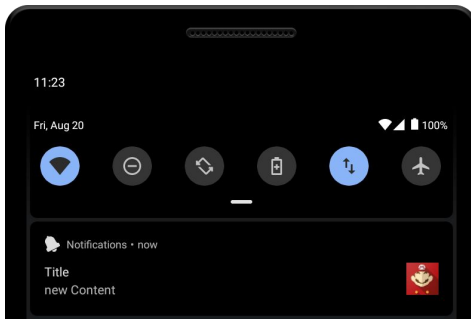 11:23
Fri, Aug 20
100%
Notifications • now
Title
new Content